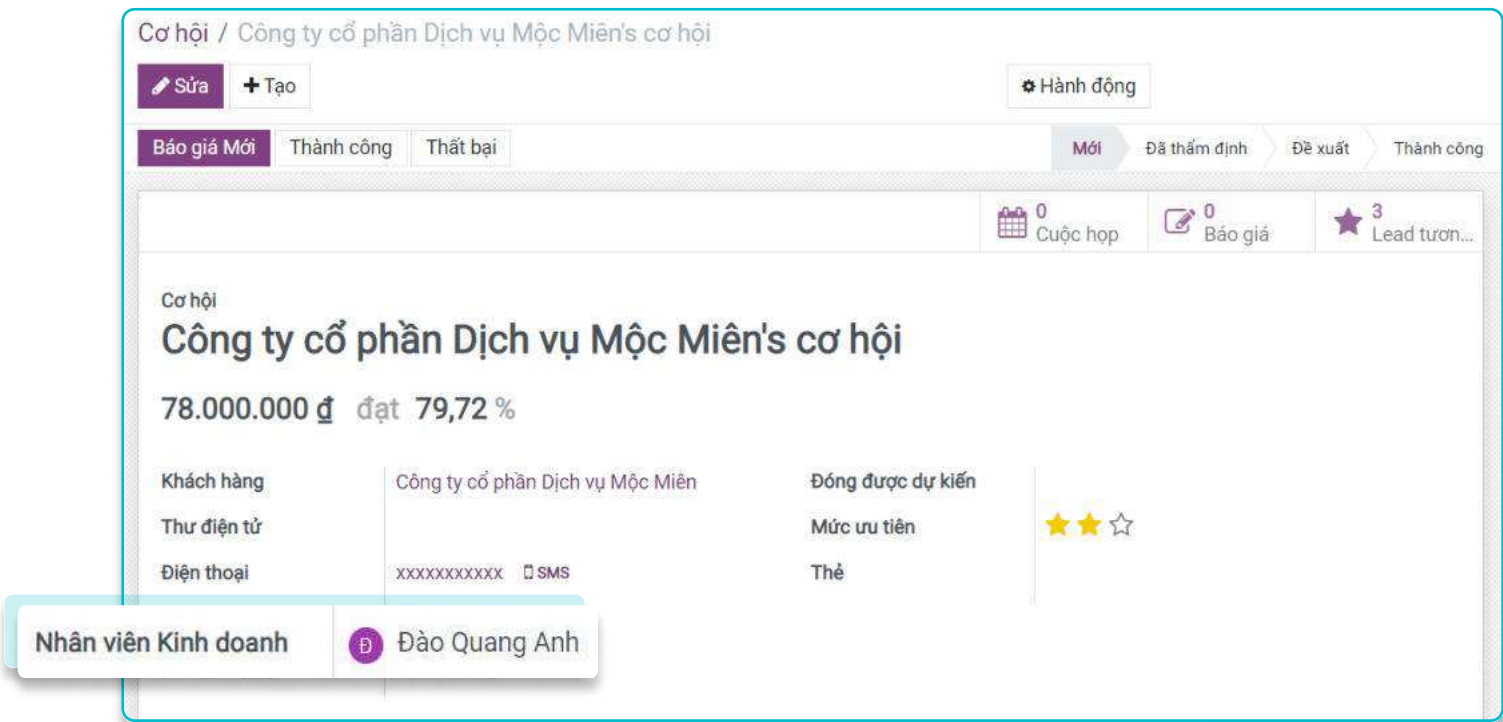 Cơ hội / Công ty cổ phần Dịch vụ Mộc Miên's cơ hội
Sửa + Tạo Hành động
Báo giá Mới Thành công Thất bại Mới Đã thẩm định Đề xuất Thành công
0 Cuộc họp 0 Báo giá 3 Lead tươn...
Cơ hội
Công ty cổ phần Dịch vụ Mộc Miên's cơ hội
78.000.000 ₫ đạt 79,72 %
Khách hàng Công ty cổ phần Dịch vụ Mộc Miên Đóng được dự kiến
Thư điện tử Mức ưu tiên
Điện thoại xxxxxxxxxxx SMS Thẻ
Nhân viên Kinh doanh Đ Đào Quang Anh